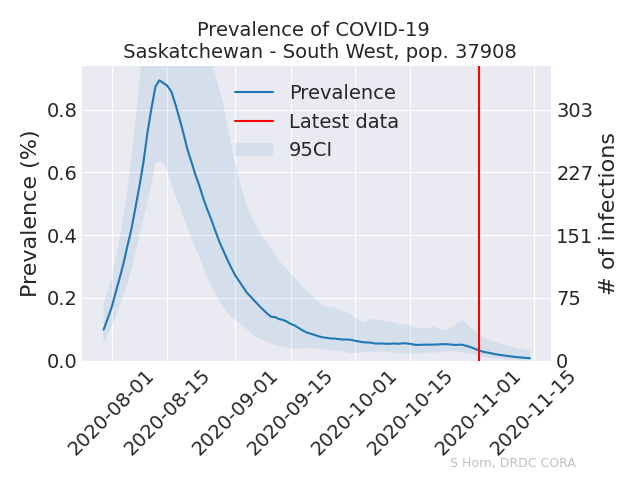 Prevalence of COVID-19
Saskatchewan - South West, pop. 37908
Prevalence
Latest data
95CI
Prevalence (%)
0.8
0.6
0.4
0.2
0.0
303
227
151
75
0
# of infections
2020-08-01
2020-08-15
2020-09-01
2020-09-15
2020-10-01
2020-10-15
2020-11-01
2020-11-15
S Horn, DRDC CORA